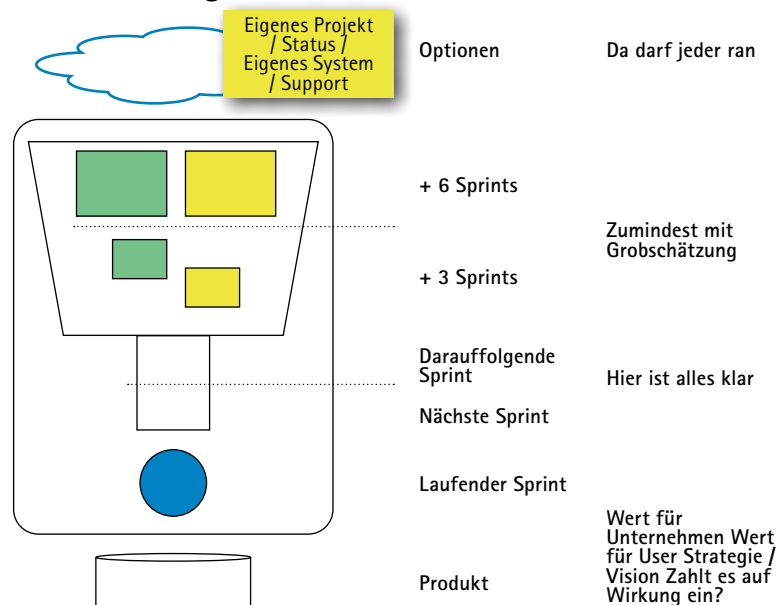 Eigenes Projekt
/ Status /
Eigenes System
/ Support
Optionen
Da darf jeder ran
+ 6 Sprints
Zumindest mit
Grobschätzung
+ 3 Sprints
Darauffolgende
Sprint
Hier ist alles klar
Nächste Sprint
Laufender Sprint
Wert für
Unternehmen Wert
für User Strategie /
Vision Zahlt es auf
Wirkung ein?
Produkt